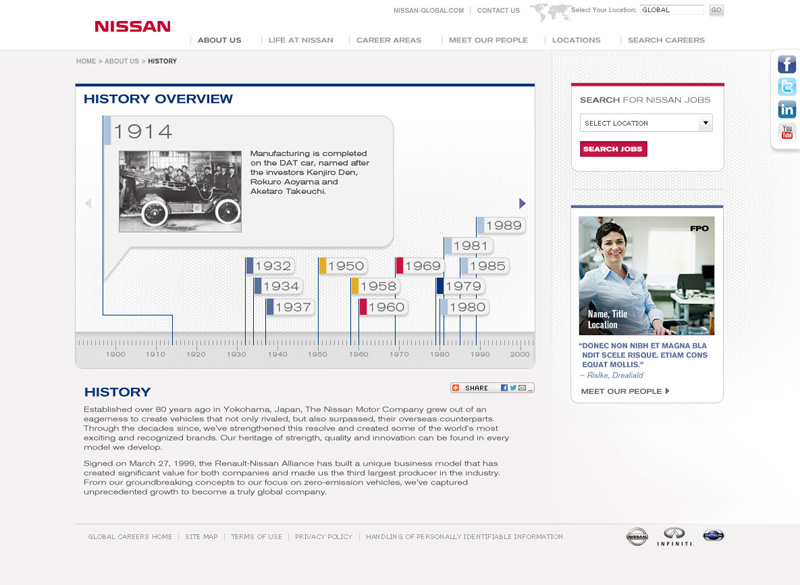 NISSAN-GLOBAL.COM
CONTACT US
Select Your Location:
GLOBAL
GO
NISSAN
ABOUT US
LIFE AT NISSAN
CAREER AREAS
MEET OUR PEOPLE
LOCATIONS
SEARCH CAREERS
HOME > ABOUT US > HISTORY
HISTORY OVERVIEW
1914
Manufacturing is completed
on the DAT car, named after
the investors Kenjiro Den,
Rokuro Aoyama and
Aketaro Takeuchi.
1989
1981
1932
1950
1969
1985
1934
1958
1979
1937
1960
1980
1900
1910
1920
1930
1940
1950
1960
1970
1980
1990
2000
HISTORY
SHARE
Established over 80 years ago in Yokohama, Japan, The Nissan Motor Company grew out of an
eagerness to create vehicles that not only rivaled, but also surpassed, their overseas counterparts.
Through the decades since, we've strengthened this resolve and created some of the world's most
exciting and recognized brands. Our heritage of strength, quality and innovation can be found in every
model we develop.
Signed on March 27, 1999, the Renault-Nissan Alliance has built a unique business model that has
created significant value for both companies and made us the third largest producer in the industry.
From our groundbreaking concepts to our focus on zero-emission vehicles, we've captured
unprecedented growth to become a truly global company.
SEARCH FOR NISSAN JOBS
SELECT LOCATION
SEARCH JOBS
FPO
Name, Title
Location
"DONEC NON NIBH ET MAGNA BLA
NDIT SCELE RISQUE. ETIAM CONS
EQUAT MOLLIS."
– Rislke, Drealiald
MEET OUR PEOPLE
f
t
in
You
Tube
GLOBAL CAREERS HOME
SITE MAP
TERMS OF USE
PRIVACY POLICY
HANDLING OF PERSONALLY IDENTIFIABLE INFORMATION
NISSAN
INFINITI.